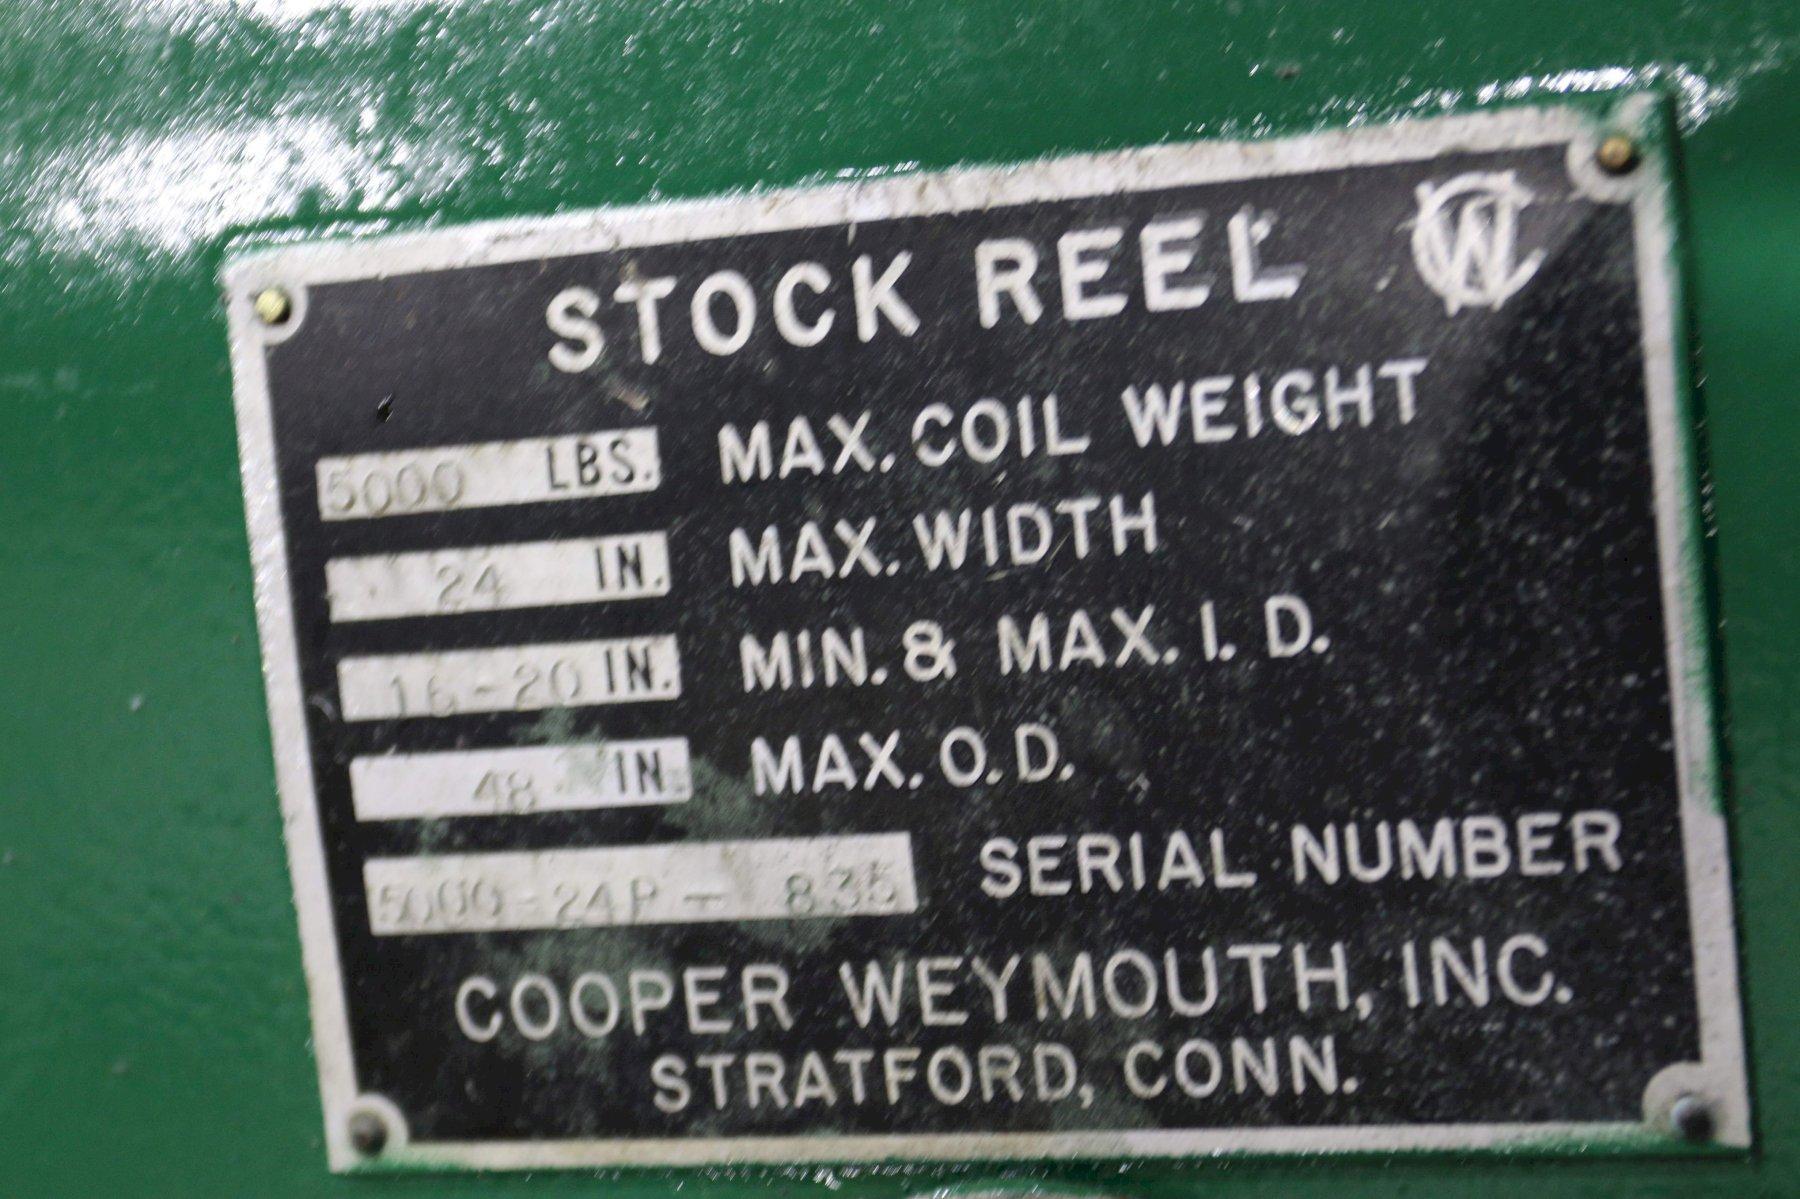 STOCK REEL CW
5000 LBS. MAX. COIL WEIGHT
24 IN. MAX. WIDTH
16-20 IN. MIN. & MAX. I. D.
48 IN. MAX. O. D.
5000-24P - 835 SERIAL NUMBER
COOPER WEYMOUTH, INC.
STRATFORD, CONN.